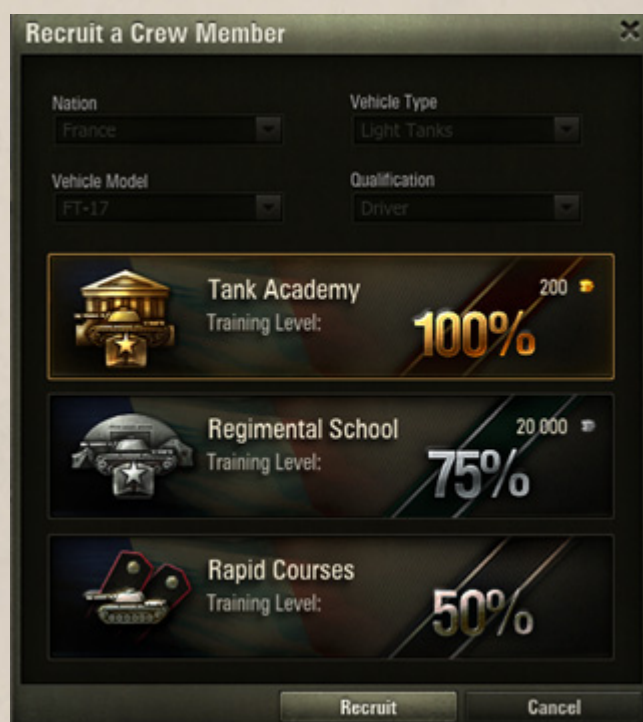 Recruit a Crew Member
Nation
Vehicle Type
France
Light Tanks
Vehicle Model
Qualification
FT-17
Driver
Tank Academy
200
Training Level:
100%
Regimental School
20 000
Training Level:
75%
Rapid Courses
Training Level:
50%
Recruit
Cancel